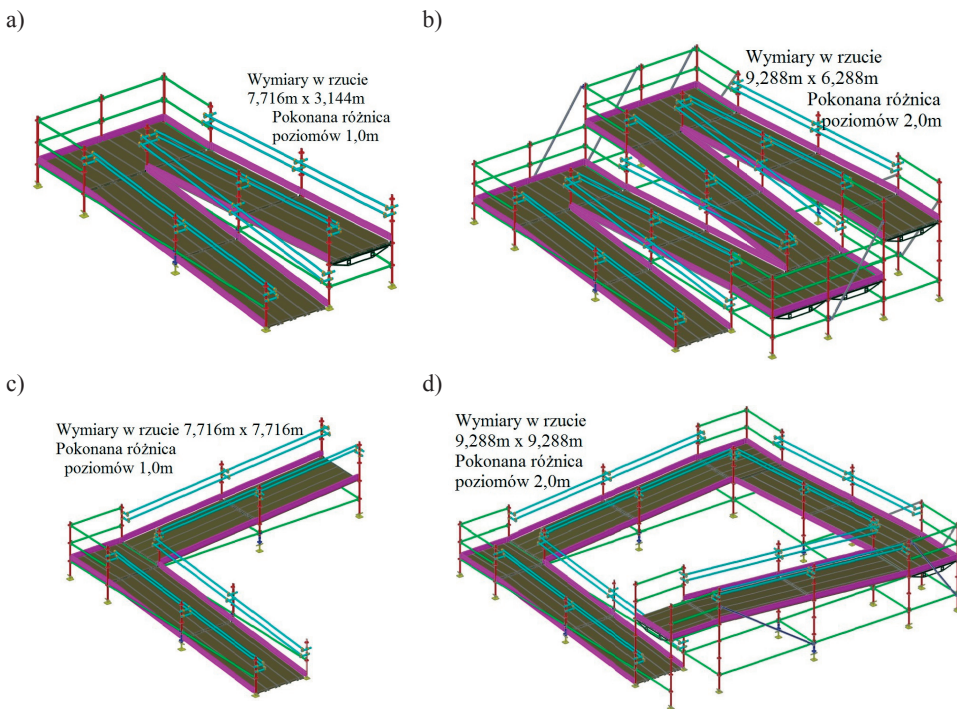 a)
Wymiary w rzucie
7,716m x 3,144m
Pokonana różnica
poziomów 1,0m
b)
Wymiary w rzucie
9,288m x 6,288m
Pokonana różnica
poziomów 2,0m
c)
Wymiary w rzucie 7,716m x 7,716m
Pokonana różnica
poziomów 1,0m
d)
Wymiary w rzucie
9,288m x 9,288m
Pokonana różnica
poziomów 2,0m